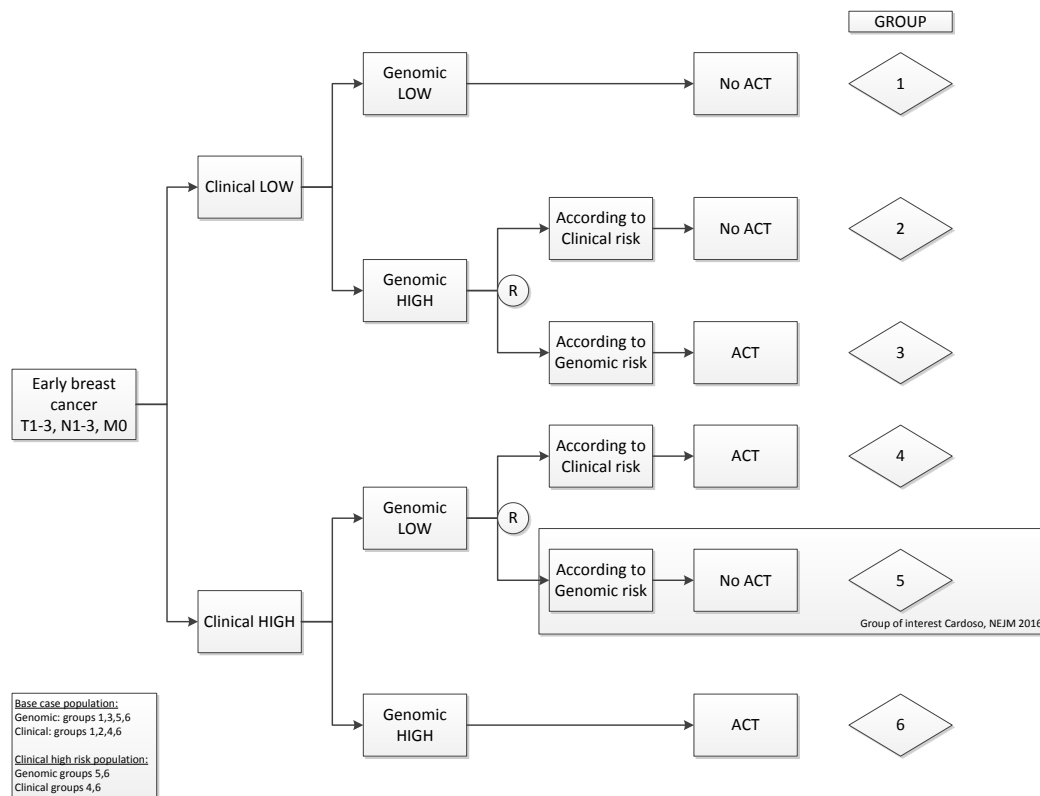 GROUP
Genomic
LOW
No ACT
1
Clinical LOW
According to
Clinical risk
No ACT
2
Genomic
HIGH
R
According to
Genomic risk
ACT
3
Early breast
cancer
T1-3, N1-3, M0
According to
Clinical risk
ACT
4
Genomic
LOW
R
According to
Genomic risk
No ACT
5
Group of interest Cardoso, NEJM 2016
Clinical HIGH
Genomic
HIGH
ACT
6
Base case population:
Genomic: groups 1,3,5,6
Clinical: groups 1,2,4,6
Clinical high risk population:
Genomic groups 5,6
Clinical groups 4,6